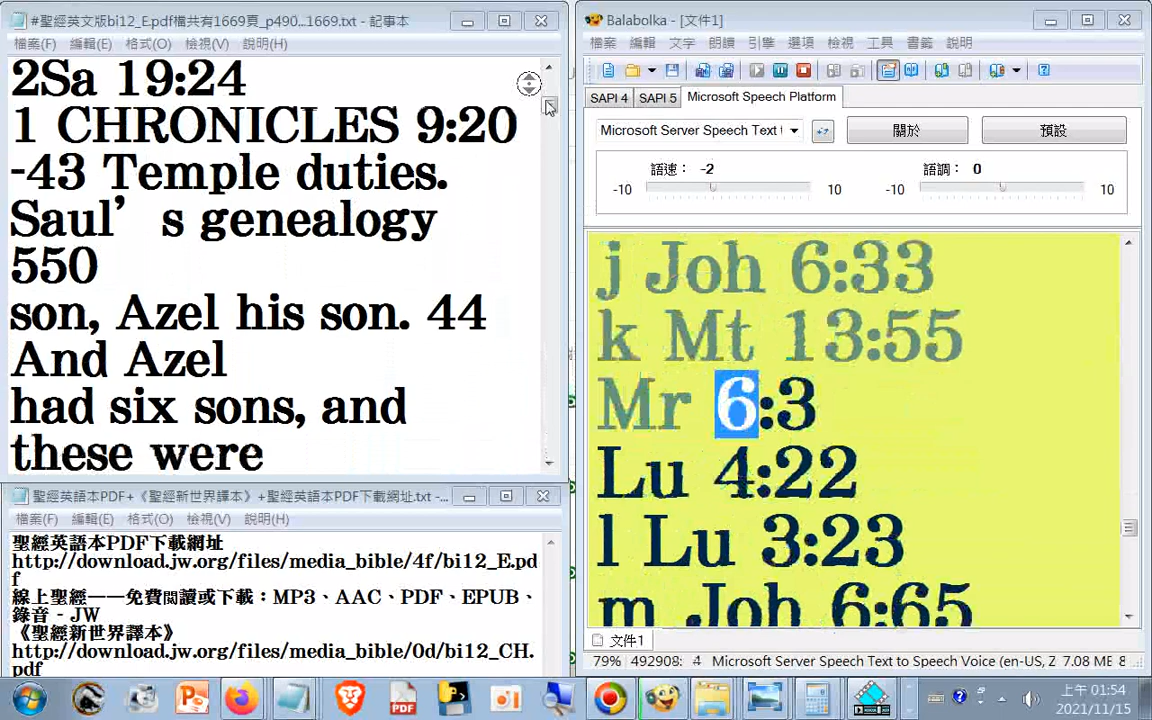 #聖經英文版bi12_E.pdf檔共有1669頁_p490...1669.txt - 記事本
檔案(F) 編輯(E) 格式(O) 檢視(V) 說明(H)
2Sa 19:24
1 CHRONICLES 9:20
-43 Temple duties.
Saul’s genealogy
550
son, Azel his son. 44
And Azel
had six sons, and
these were
聖經英語本PDF+《聖經新世界譯本》+聖經英語本PDF下載網址.txt -...
檔案(F) 編輯(E) 格式(O) 檢視(V) 說明(H)
聖經英語本PDF下載網址
http://download.jw.org/files/media_bible/4f/bi12_E.pd
f
線上聖經——免費閱讀或下載：MP3、AAC、PDF、EPUB、
錄音 - JW
《聖經新世界譯本》
http://download.jw.org/files/media_bible/0d/bi12_CH.
pdf
Balabolka - [文件1]
檔案 編輯 文字 朗讀 引擎 選項 檢視 工具 書籤 說明
SAPI 4 SAPI 5 Microsoft Speech Platform
Microsoft Server Speech Text 關於 預設
語速： -2 語調： 0
-10 10 -10 10
j Joh 6:33
k Mt 13:55
Mr 6:3
Lu 4:22
l Lu 3:23
m Joh 6:65
文件1
79% 492908: 4 Microsoft Server Speech Text to Speech Voice (en-US, Z 7.08 MB 8
上午 01:54
2021/11/15